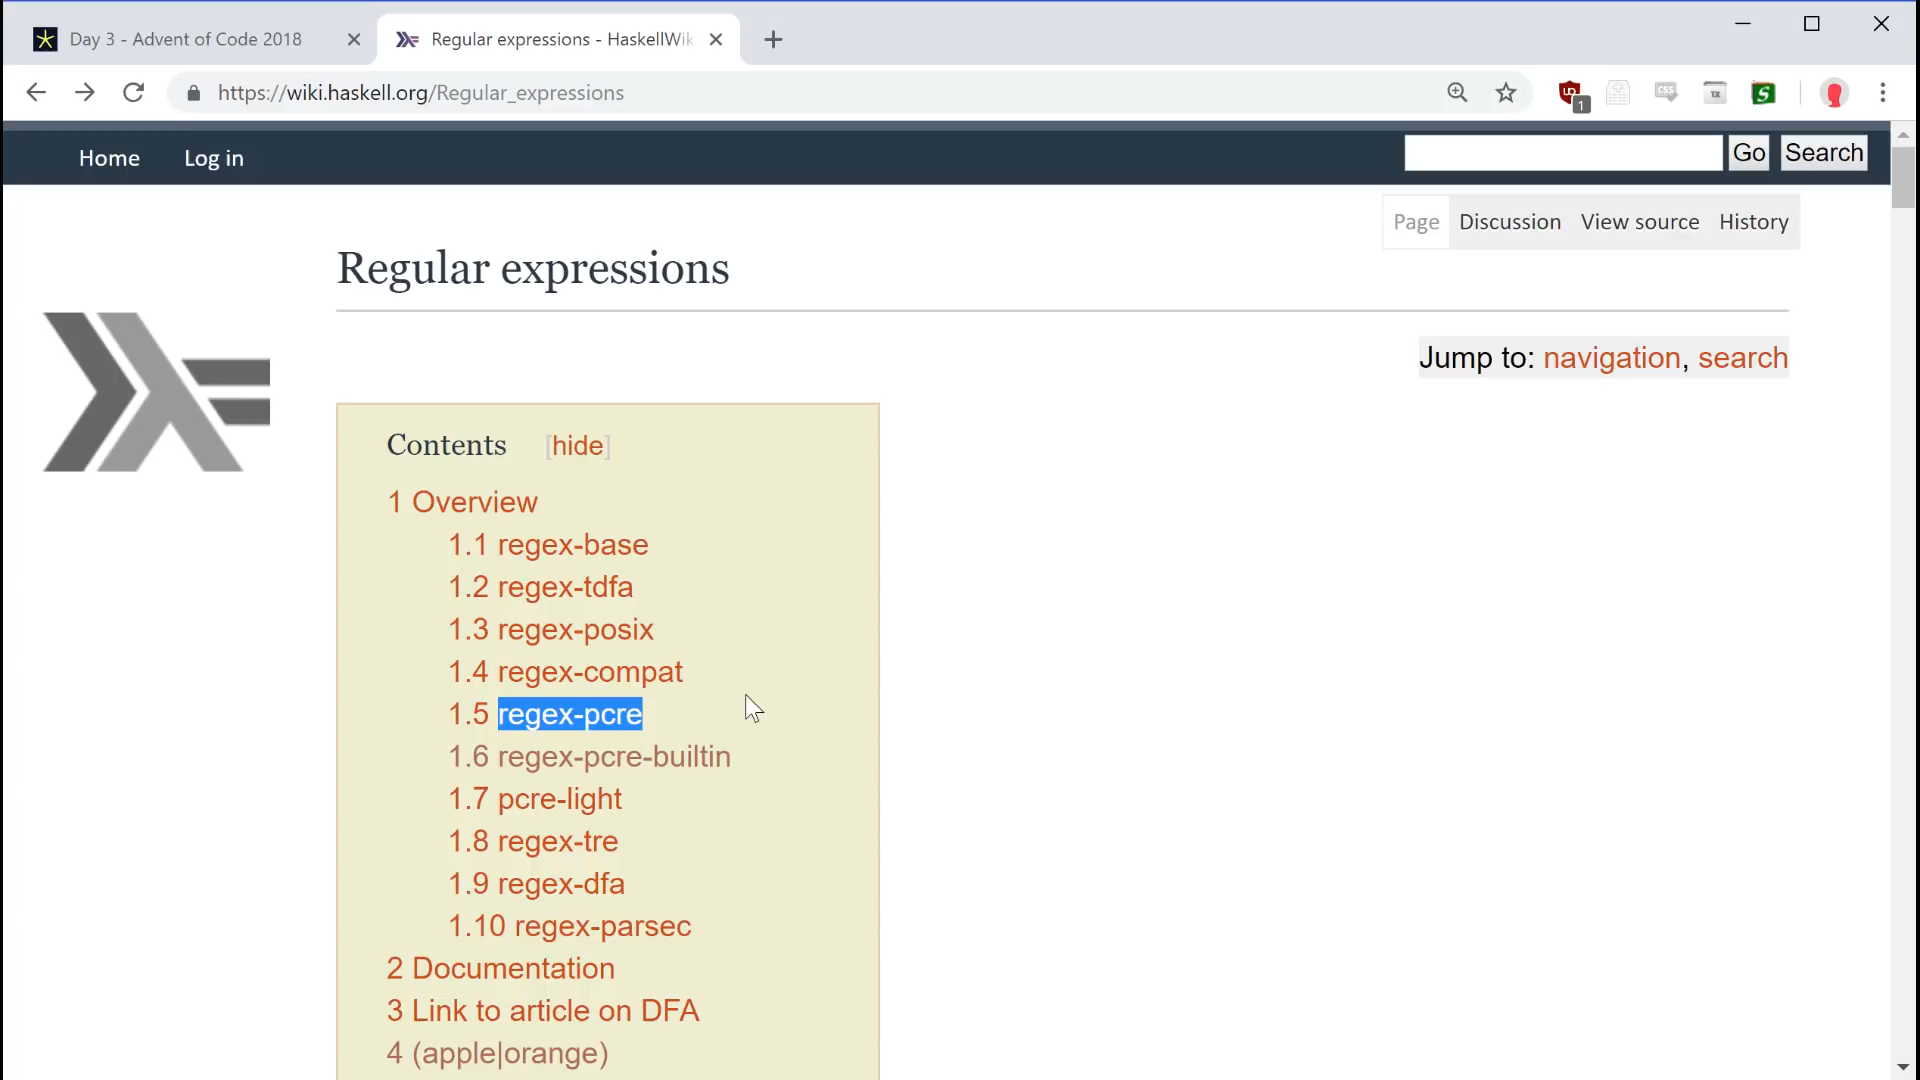 Day 3 - Advent of Code 2018
Regular expressions - HaskellWik
https://wiki.haskell.org/Regular_expressions
1
Home Log in
Go Search
Page Discussion View source History
Regular expressions
Jump to: navigation, search
Contents [hide]
1 Overview
1.1 regex-base
1.2 regex-tdfa
1.3 regex-posix
1.4 regex-compat
1.5 regex-pcre
1.6 regex-pcre-builtin
1.7 pcre-light
1.8 regex-tre
1.9 regex-dfa
1.10 regex-parsec
2 Documentation
3 Link to article on DFA
4 (apple|orange)